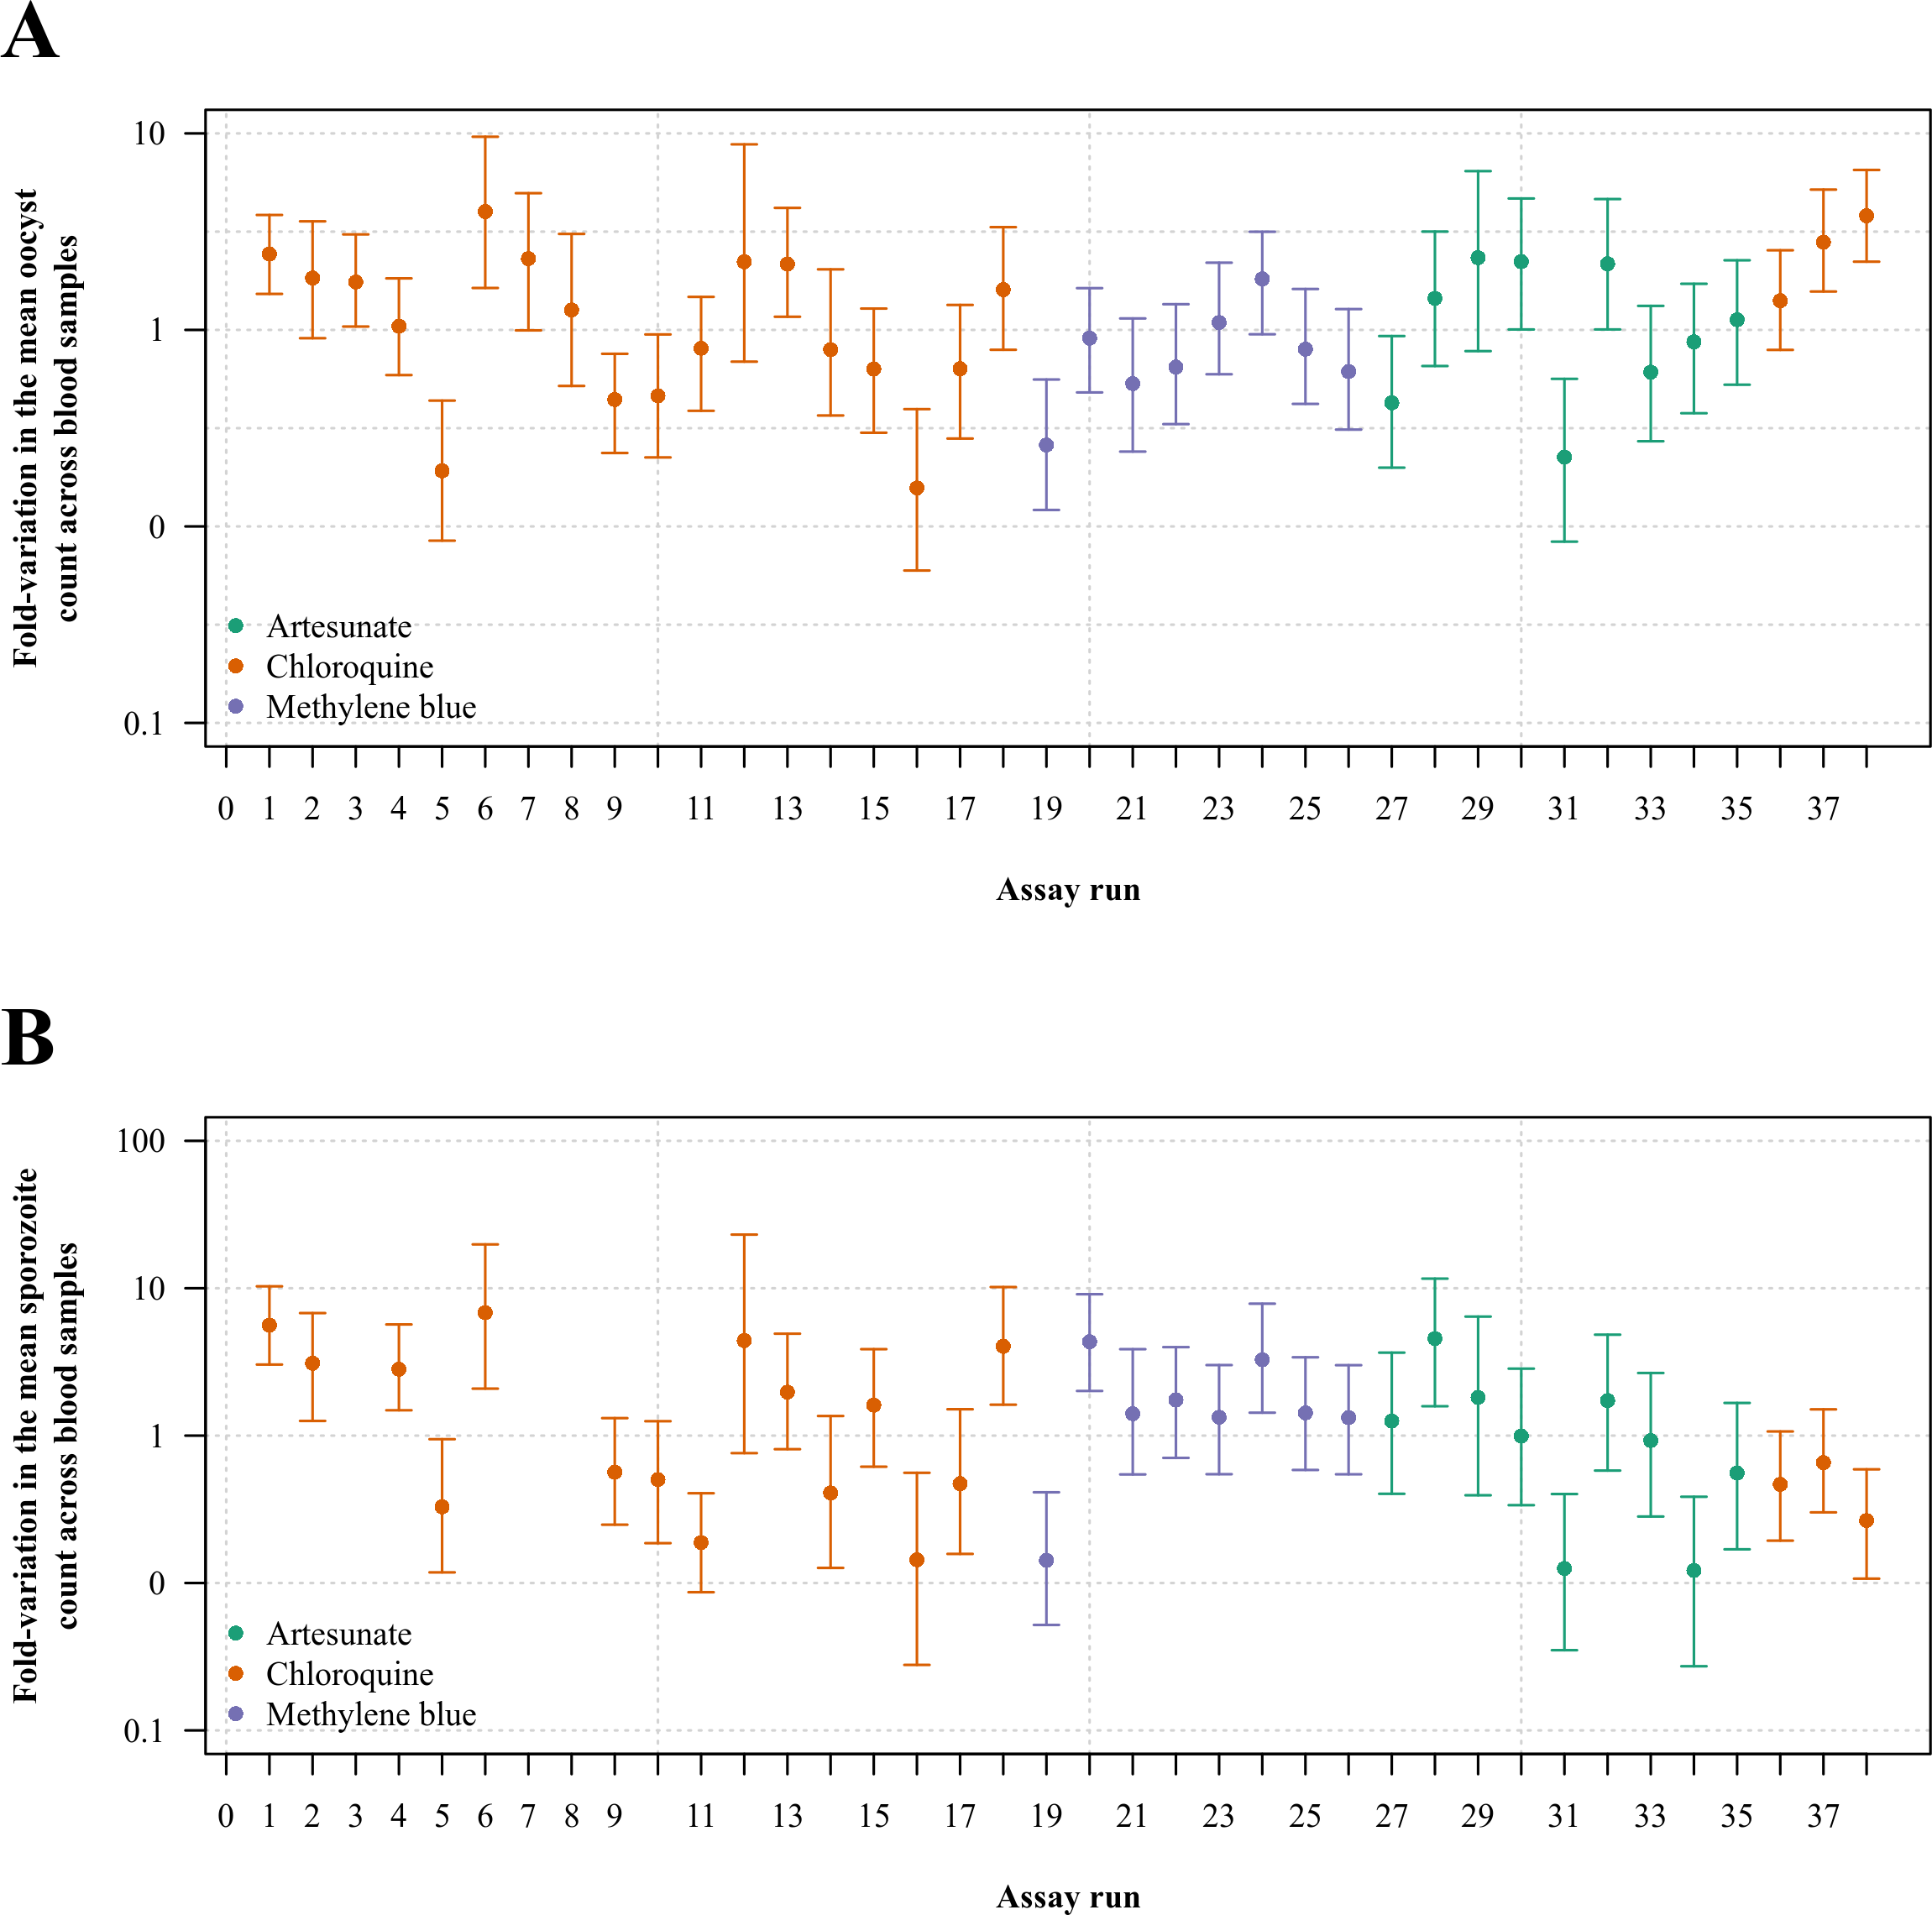 A
Fold-variation in the mean oocyst
count across blood samples
10
1
0
0.1
Artesunate
Chloroquine
Methylene blue
0 1 2 3 4 5 6 7 8 9 11 13 15 17 19 21 23 25 27 29 31 33 35 37
Assay run
B
Fold-variation in the mean sporozoite
count across blood samples
100
10
1
0
0.1
Artesunate
Chloroquine
Methylene blue
0 1 2 3 4 5 6 7 8 9 11 13 15 17 19 21 23 25 27 29 31 33 35 37
Assay run